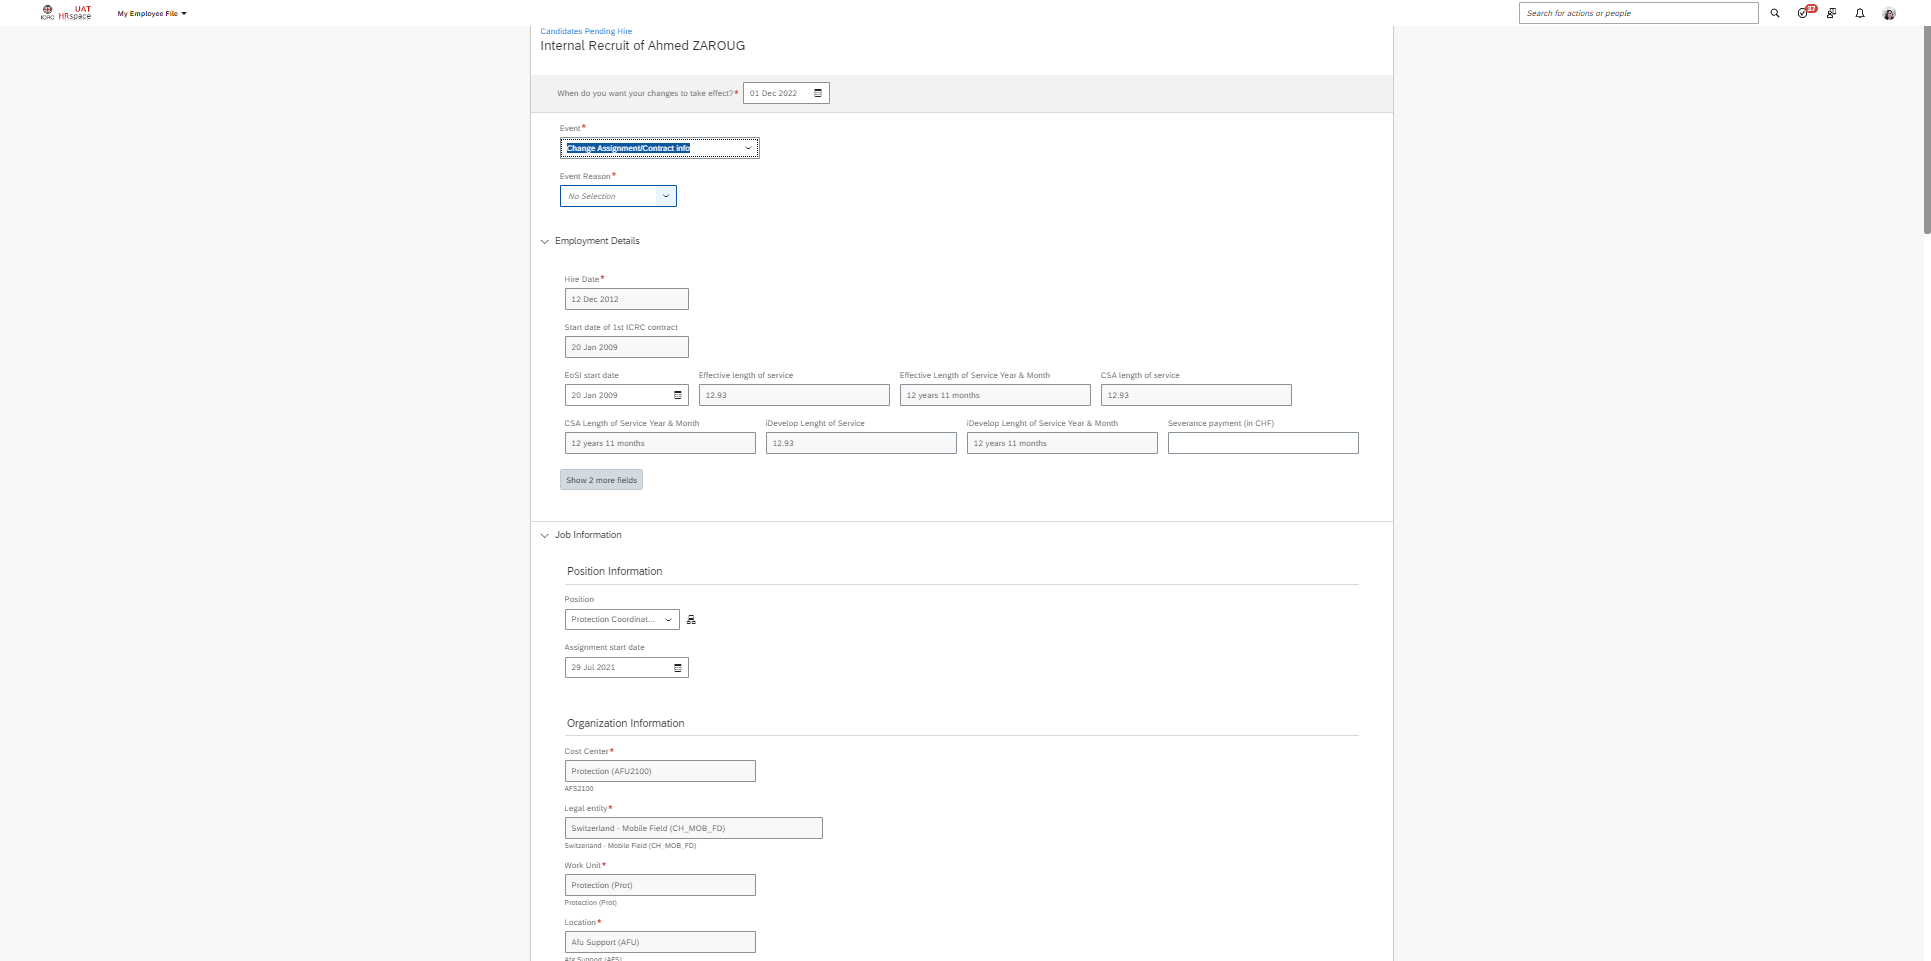 ICRC
UAT
HRspace
My Employee File
Search for actions or people
37
Candidates Pending Hire
Internal Recruit of Ahmed ZAROUG
When do you want your changes to take effect?* 01 Dec 2022
Event*
Change Assignment/Contract info
Event Reason*
No Selection
Employment Details
Hire Date*
12 Dec 2012
Start date of 1st ICRC contract
20 Jan 2009
EoSI start date Effective length of service Effective Length of Service Year & Month CSA length of service
20 Jan 2009 12.93 12 years 11 months 12.93
CSA Length of Service Year & Month iDevelop Lenght of Service iDevelop Lenght of Service Year & Month Severance payment (in CHF)
12 years 11 months 12.93 12 years 11 months
Show 2 more fields
Job Information
Position Information
Position
Protection Coordinat...
Assignment start date
29 Jul 2021
Organization Information
Cost Center*
Protection (AFU2100)
AFS2100
Legal entity*
Switzerland - Mobile Field (CH_MOB_FD)
Switzerland - Mobile Field (CH_MOB_FD)
Work Unit*
Protection (Prot)
Protection (Prot)
Location*
Afu Support (AFU)
Afg Support (AFS)